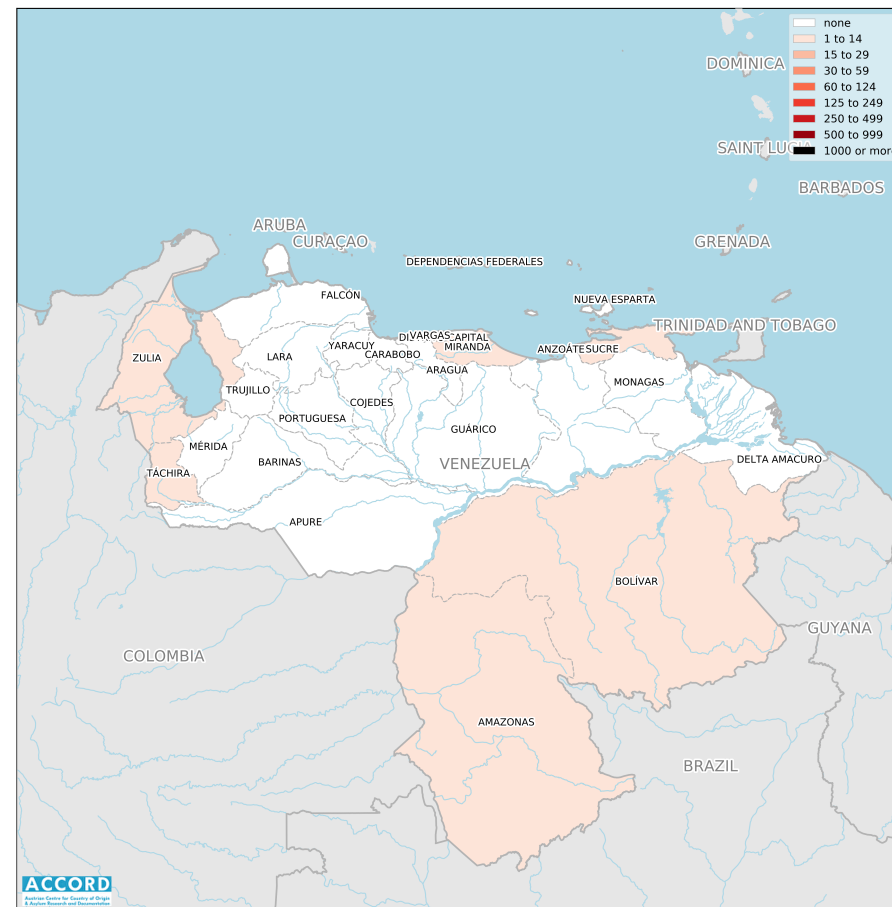 none
1 to 14
15 to 29
30 to 59
60 to 124
125 to 249
250 to 499
500 to 999
1000 or mor
DOMINICA
SAINT LUCIA
BARBADOS
GRENADA
ARUBA
CURAÇAO
DEPENDENCIAS FEDERALES
NUEVA ESPARTA
TRINIDAD AND TOBAGO
FALCÓN
VARGAS
CAPITAL
MIRANDA
ZULIA
LARA
YARACUY
CARABOBO
ARAGUA
ANZOÁTE
SUCRE
MONAGAS
TRUJILLO
COJEDES
PORTUGUESA
GUÁRICO
MÉRIDA
VENEZUELA
DELTA AMACURO
TÁCHIRA
BARINAS
APURE
BOLÍVAR
GUYANA
COLOMBIA
AMAZONAS
BRAZIL
ACCORD
Austrian Centre for Country of Origin
& Asylum Research and Documentation